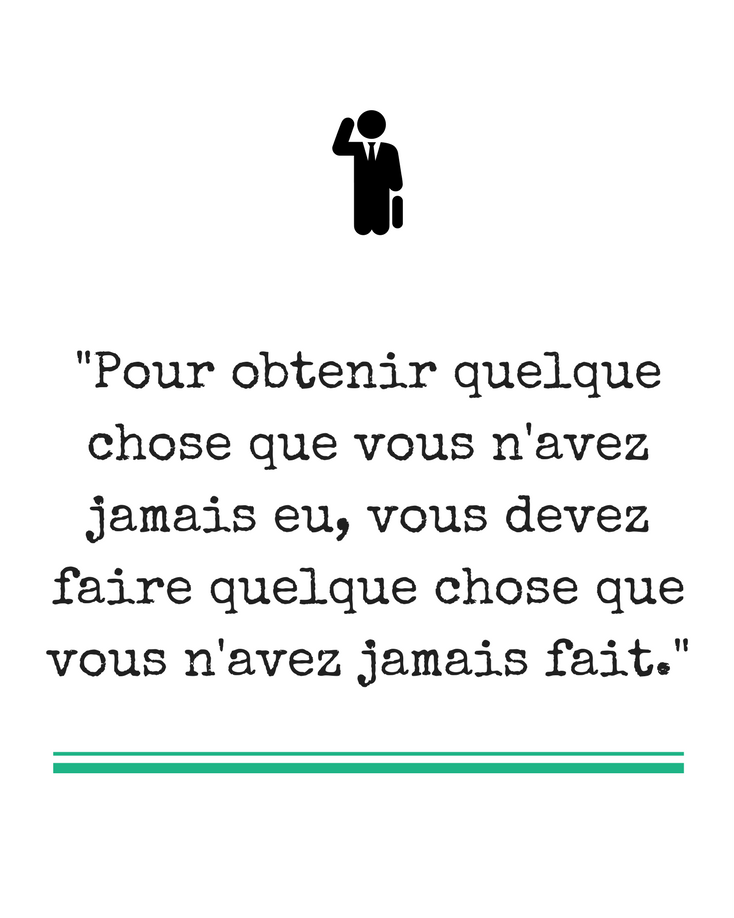 "Pour obtenir quelque
chose que vous n'avez
jamais eu, vous devez
faire quelque chose que
vous n'avez jamais fait."